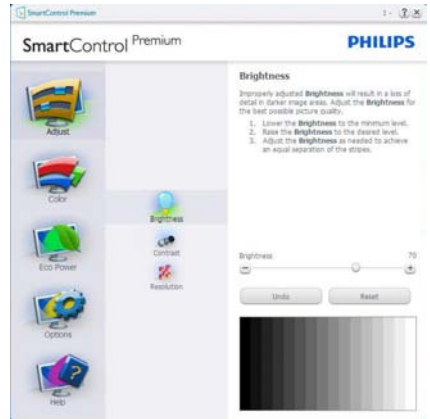 SmartControl Premium
SmartControl Premium
PHILIPS
Adjust
Color
Eco Power
Options
Help
Brightness
Contrast
Resolution
Brightness
Improperly adjusted Brightness will result in a loss of
detail in darker image areas. Adjust the Brightness for
the best possible picture quality.
1. Lower the Brightness to the minimum level.
2. Raise the Brightness to the desired level.
3. Adjust the Brightness as needed to achieve
an equal separation of the stripes.
Brightness 70
Undo Reset